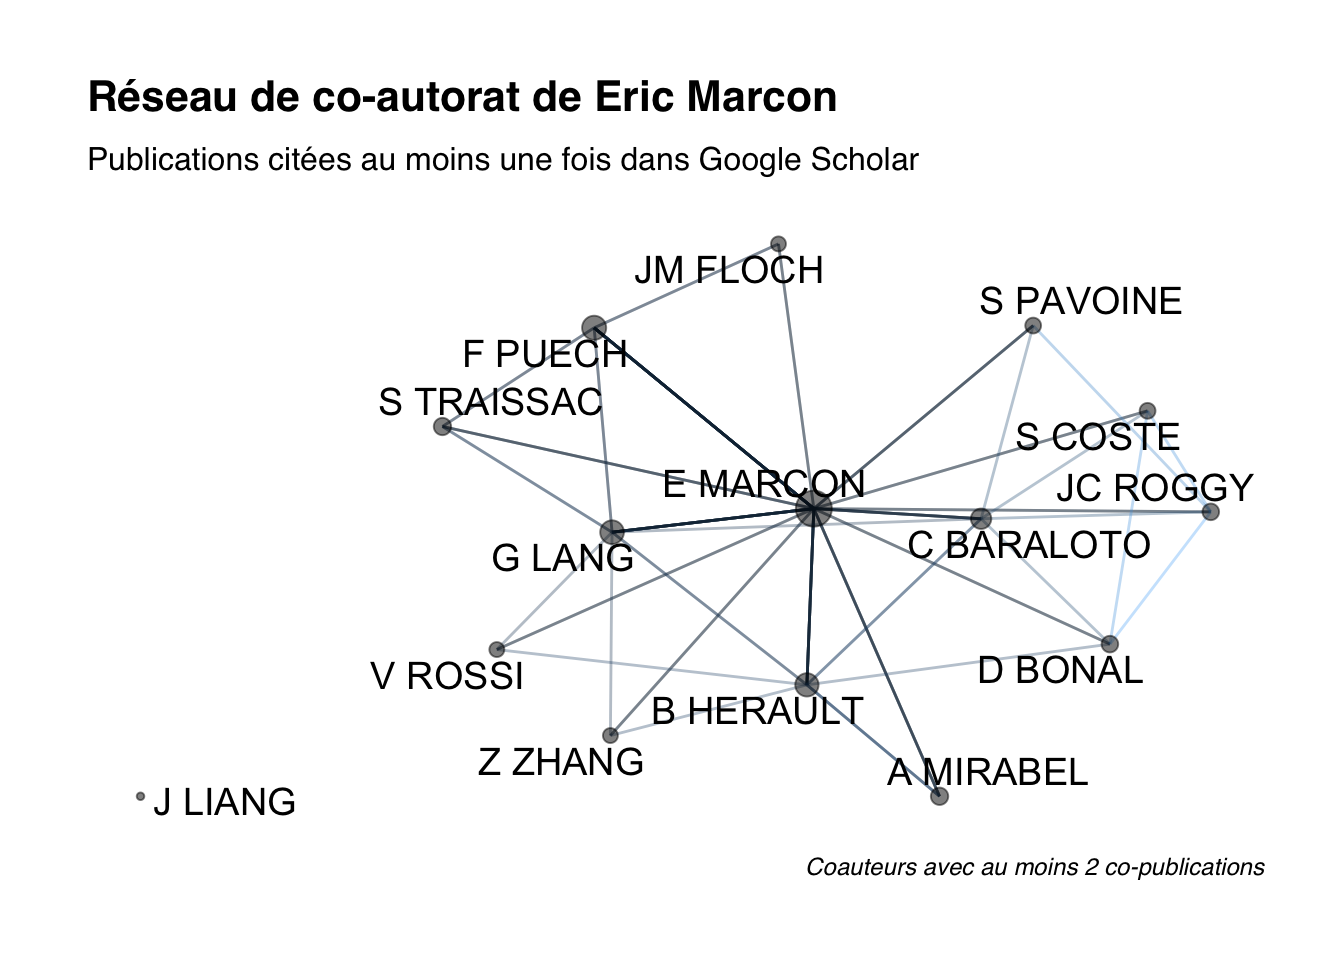 Réseau de co-autorat de Eric Marcon
Publications citées au moins une fois dans Google Scholar
JM FLOCH
S PAVOINE
F PUECH
S TRAISSAC
S COSTE
E MARCON
JC ROGGY
G LANG
C BARALOTO
V ROSSI
D BONAL
B HERAULT
Z ZHANG
A MIRABEL
J LIANG
Coauteurs avec au moins 2 co-publications